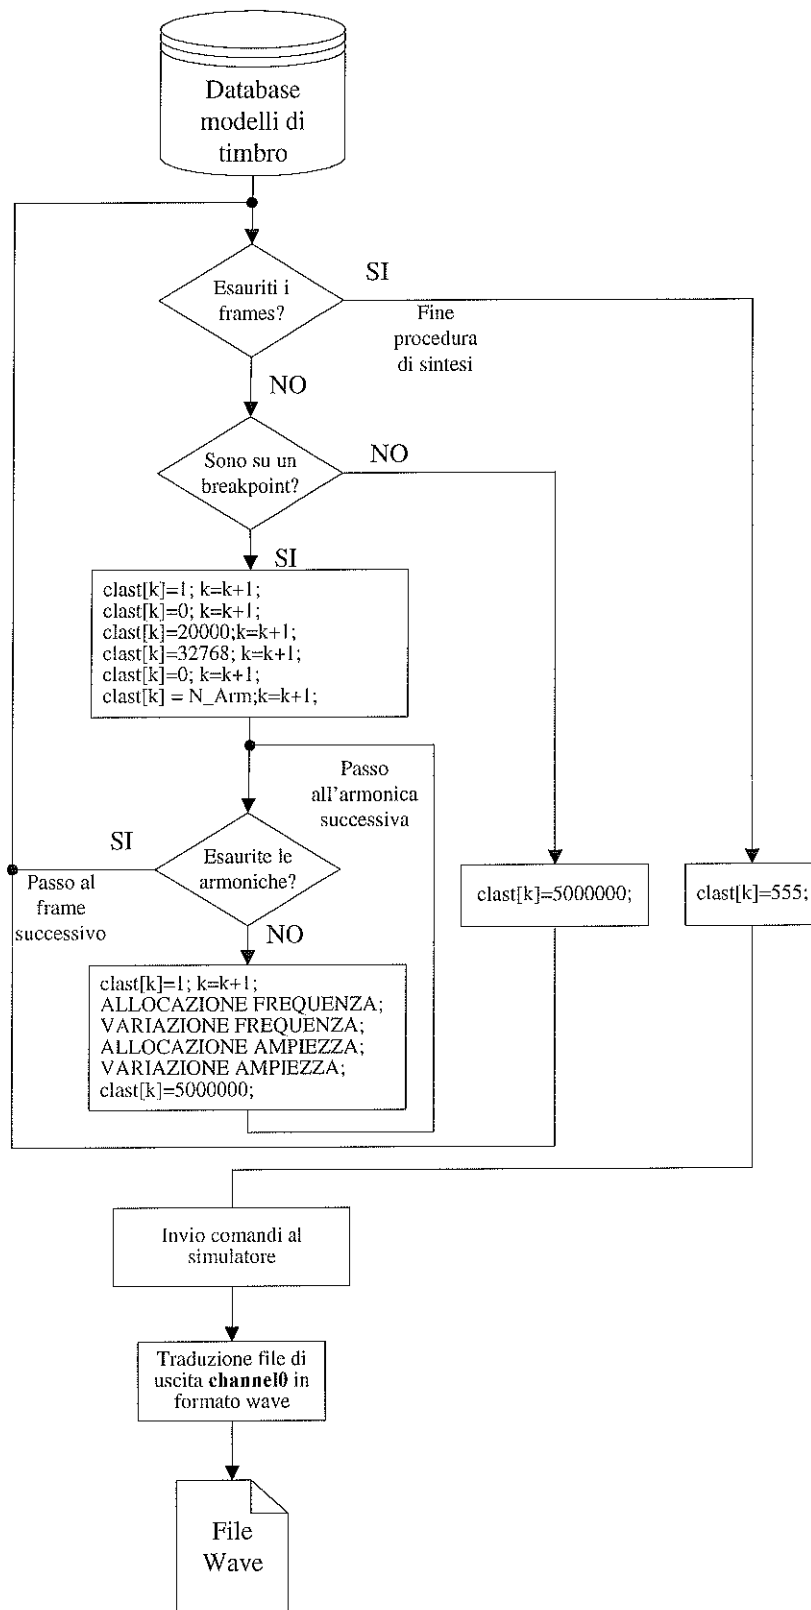 Database
modelli di
timbro
SI
Esauriti i
frames?
Fine
procedura
di sintesi
NO
Sono su un
breakpoint?
NO
SI
clast[k]=1; k=k+1;
clast[k]=0; k=k+1;
clast[k]=20000;k=k+1;
clast[k]=32768; k=k+1;
clast[k]=0; k=k+1;
clast[k] = N_Arm;k=k+1;
Passo
all'armonica
successiva
SI
Esaurite le
armoniche?
Passo al
frame
successivo
clast[k]=5000000;
clast[k]=555;
NO
clast[k]=1; k=k+1;
ALLOCAZIONE FREQUENZA;
VARIAZIONE FREQUENZA;
ALLOCAZIONE AMPIEZZA;
VARIAZIONE AMPIEZZA;
clast[k]=5000000;
Invio comandi al
simulatore
Traduzione file di
uscita channel0 in
formato wave
File
Wave